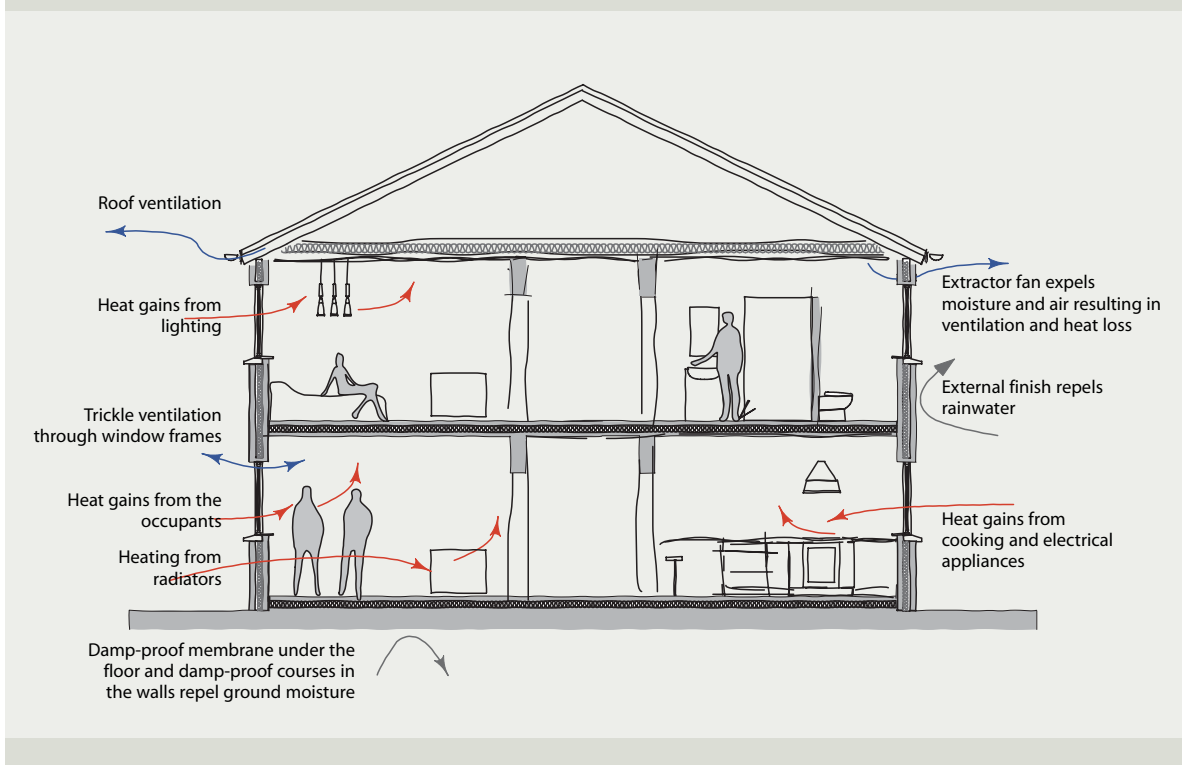 Roof ventilation
Heat gains from
lighting
Trickle ventilation
through window frames
Heat gains from the
occupants
Heating from
radiators
Damp-proof membrane under the
floor and damp-proof courses in
the walls repel ground moisture
Extractor fan expels
moisture and air resulting in
ventilation and heat loss
External finish repels
rainwater
Heat gains from
cooking and electrical
appliances